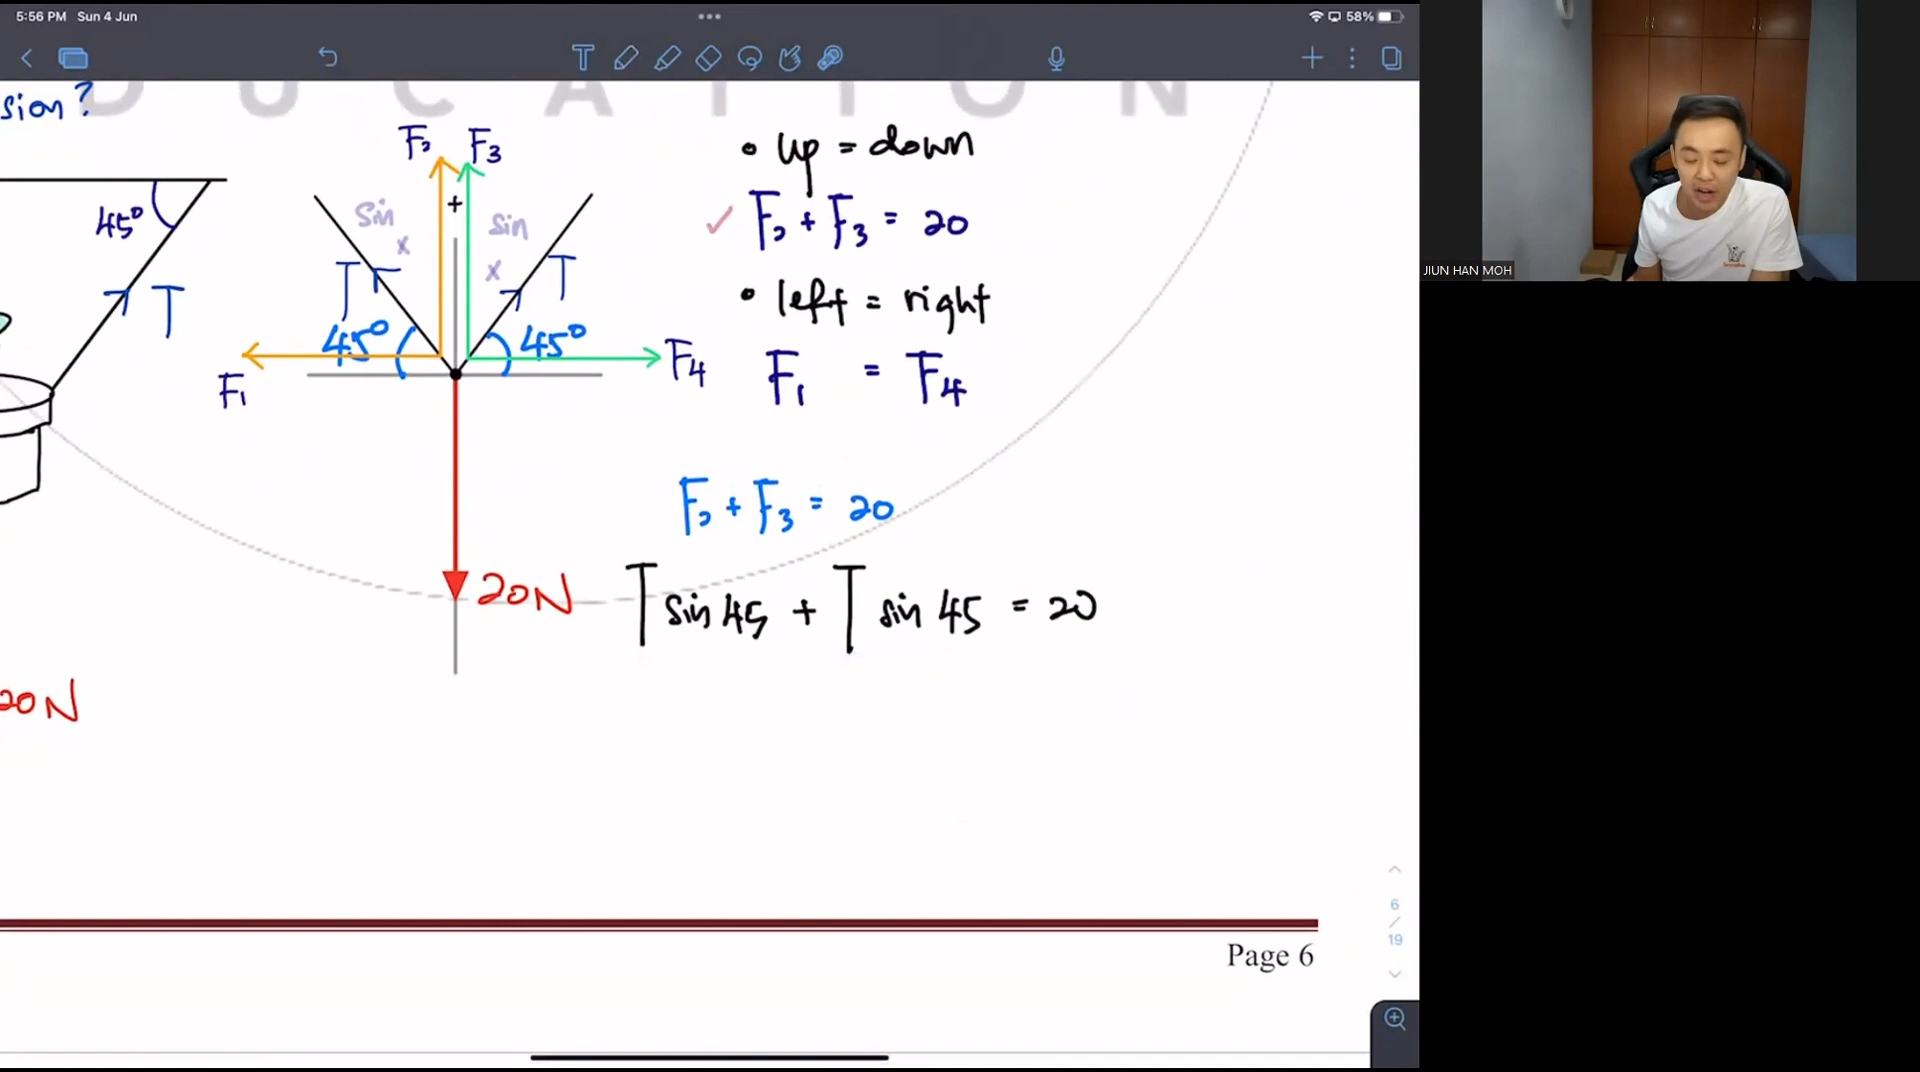 5:56 PM Sun 4 Jun
58%
DUCATION
sion?
45°
T
20N
F₂ F₃
+
sin x
sin x
T
T
45°
45°
F₁
F₄
20N
• up = down
✓ F₂ + F₃ = 20
• left = right
F₁ = F₄
F₂ + F₃ = 20
T sin 45 + T sin 45 = 20
6
/
19
Page 6
JIUN HAN MOH